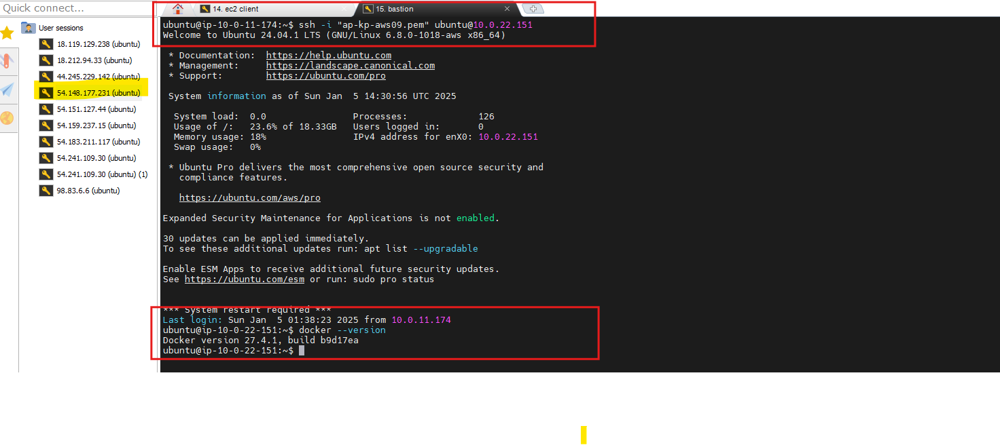 Quick connect...
14. ec2 client
15. bastion
User sessions
18.119.129.238 (ubuntu)
18.212.94.33 (ubuntu)
44.245.229.142 (ubuntu)
54.148.177.231 (ubuntu)
54.151.127.44 (ubuntu)
54.159.237.15 (ubuntu)
54.183.211.117 (ubuntu)
54.241.109.30 (ubuntu)
54.241.109.30 (ubuntu) (1)
98.83.6.6 (ubuntu)
ubuntu@ip-10-0-11-174:~$ ssh -i "ap-kp-aws09.pem" ubuntu@10.0.22.151
Welcome to Ubuntu 24.04.1 LTS (GNU/Linux 6.8.0-1018-aws x86_64)
* Documentation:  https://help.ubuntu.com
* Management:     https://landscape.canonical.com
* Support:        https://ubuntu.com/pro
System information as of Sun Jan  5 14:30:56 UTC 2025
System load:  0.0                Processes:             126
Usage of /:   23.6% of 18.33GB   Users logged in:       0
Memory usage: 18%                IPv4 address for enX0: 10.0.22.151
Swap usage:   0%
* Ubuntu Pro delivers the most comprehensive open source security and
compliance features.
https://ubuntu.com/aws/pro
Expanded Security Maintenance for Applications is not enabled.
30 updates can be applied immediately.
To see these additional updates run: apt list --upgradable
Enable ESM Apps to receive additional future security updates.
See https://ubuntu.com/esm or run: sudo pro status
*** System restart required ***
Last login: Sun Jan  5 01:38:23 2025 from 10.0.11.174
ubuntu@ip-10-0-22-151:~$ docker --version
Docker version 27.4.1, build b9d17ea
ubuntu@ip-10-0-22-151:~$